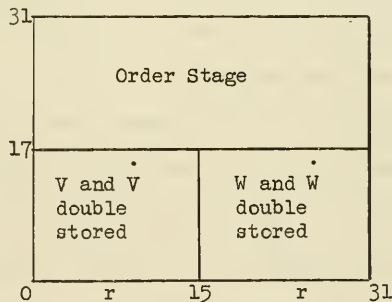 31
Order Stage
17
V and V̇ W and Ẇ
double double
stored stored
0 r 15 r 31